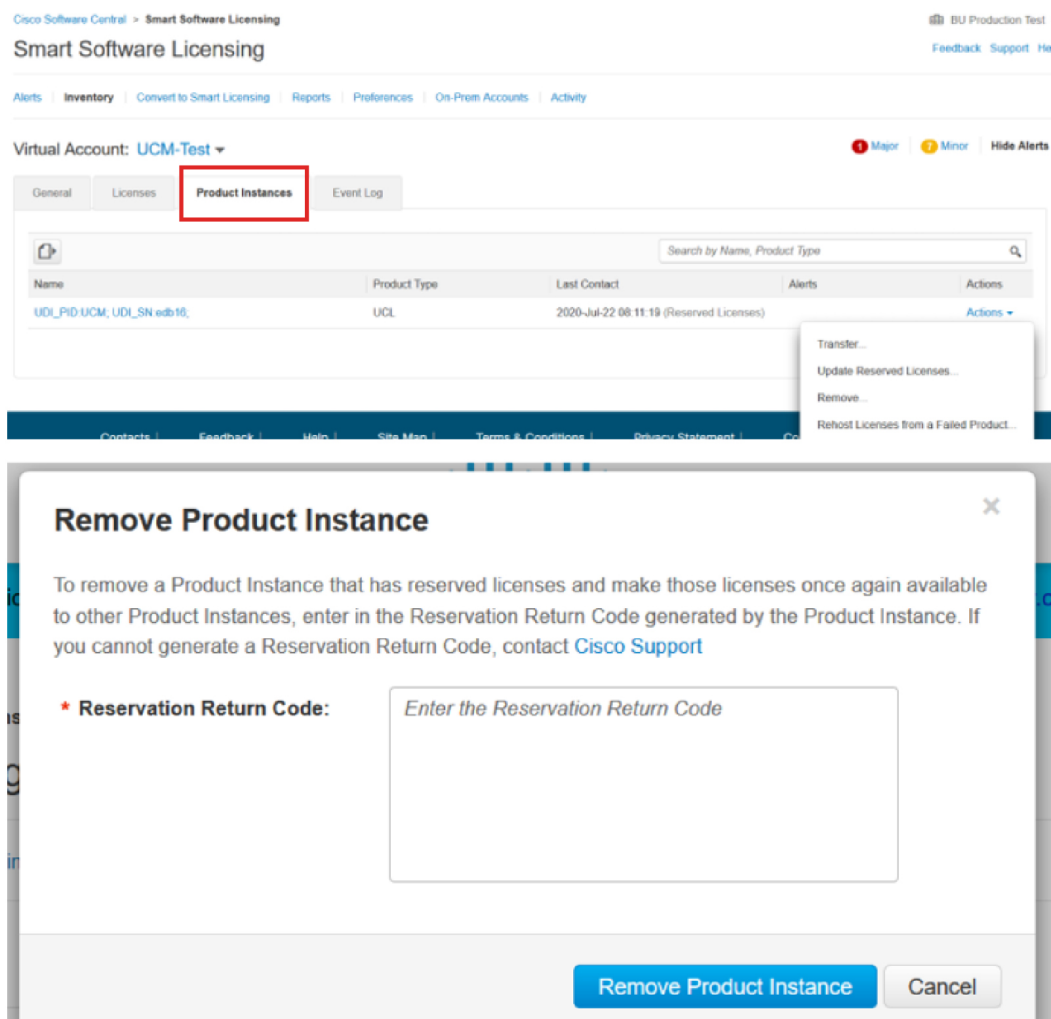 Cisco Software Central > Smart Software Licensing
BU Production Test
Smart Software Licensing
Feedback Support He
Alerts Inventory Convert to Smart Licensing Reports Preferences On-Prem Accounts Activity
Virtual Account: UCM-Test
1 Major Minor Hide Alerts
General Licenses Product Instances Event Log
Search by Name, Product Type
Name Product Type Last Contact Alerts Actions
UDI_PID:UCM; UDI_SN:edb16; UCL 2020-Jul-22 08:11:19 (Reserved Licenses) Actions
Transfer...
Update Reserved Licenses...
Remove...
Rehost Licenses from a Failed Product...
Contacts | Feedback | Help | Site Map | Terms & Conditions | Privacy Statement | Co
Remove Product Instance
To remove a Product Instance that has reserved licenses and make those licenses once again available
to other Product Instances, enter in the Reservation Return Code generated by the Product Instance. If
you cannot generate a Reservation Return Code, contact Cisco Support
* Reservation Return Code:
Enter the Reservation Return Code
Remove Product Instance Cancel